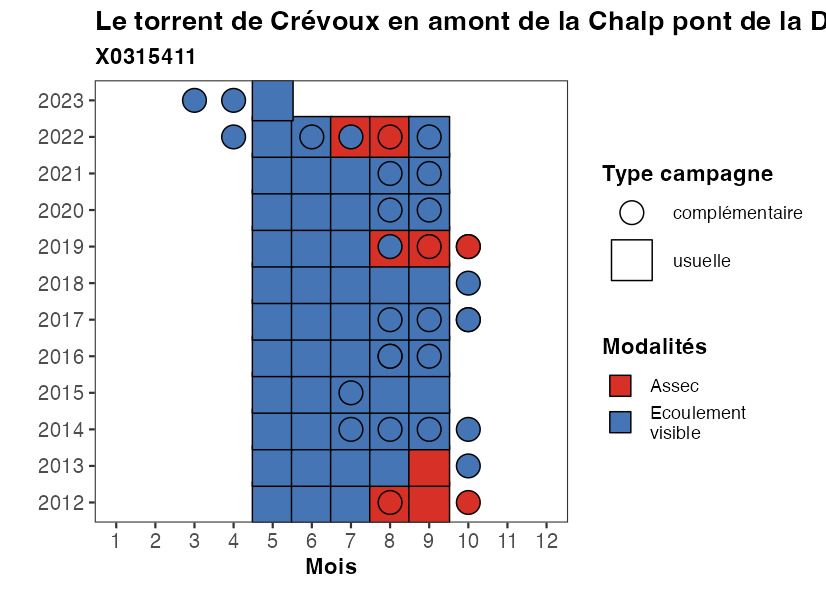 Le torrent de Crévoux en amont de la Chalp pont de la D
X0315411
2023
2022
2021
2020
2019
2018
2017
2016
2015
2014
2013
2012
1 2 3 4 5 6 7 8 9 10 11 12
Mois
Type campagne
complémentaire
usuelle
Modalités
Assec
Ecoulement
visible